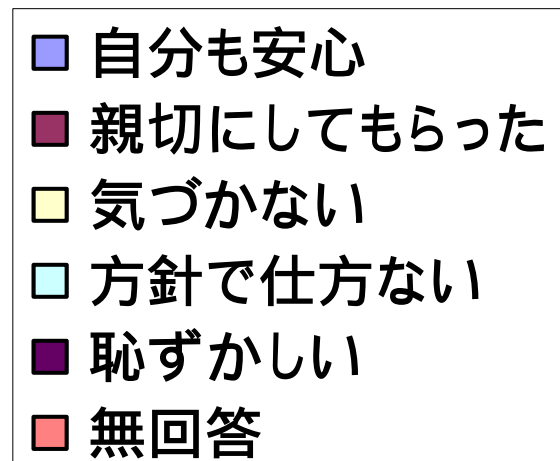 自分も安心
親切にしてもらった
気づかない
方針で仕方ない
恥ずかしい
無回答